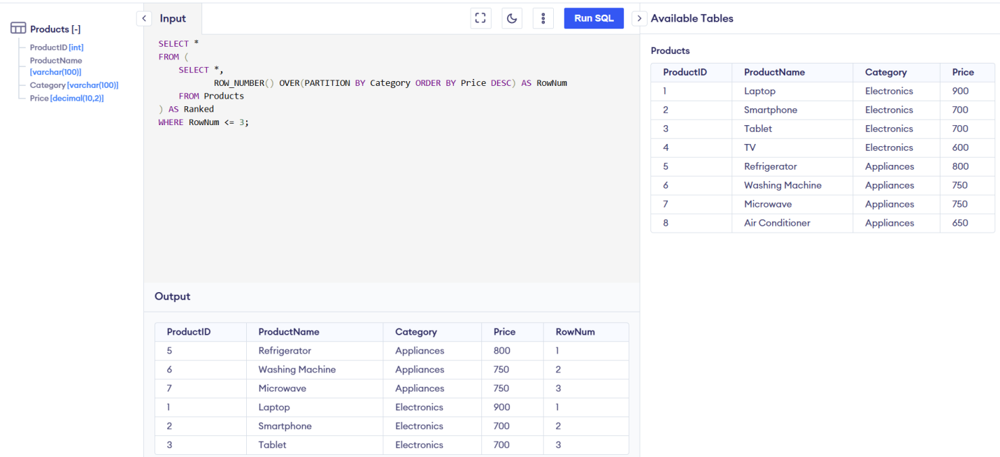 Products [-]
ProductID [int]
ProductName
[varchar(100)]
Category [varchar(100)]
Price [decimal(10,2)]
Input
Run SQL
SELECT *
FROM (
    SELECT *,
           ROW_NUMBER() OVER(PARTITION BY Category ORDER BY Price DESC) AS RowNum
    FROM Products
) AS Ranked
WHERE RowNum <= 3;
Output
ProductID ProductName Category Price RowNum
5 Refrigerator Appliances 800 1
6 Washing Machine Appliances 750 2
7 Microwave Appliances 750 3
1 Laptop Electronics 900 1
2 Smartphone Electronics 700 2
3 Tablet Electronics 700 3
Available Tables
Products
ProductID ProductName Category Price
1 Laptop Electronics 900
2 Smartphone Electronics 700
3 Tablet Electronics 700
4 TV Electronics 600
5 Refrigerator Appliances 800
6 Washing Machine Appliances 750
7 Microwave Appliances 750
8 Air Conditioner Appliances 650